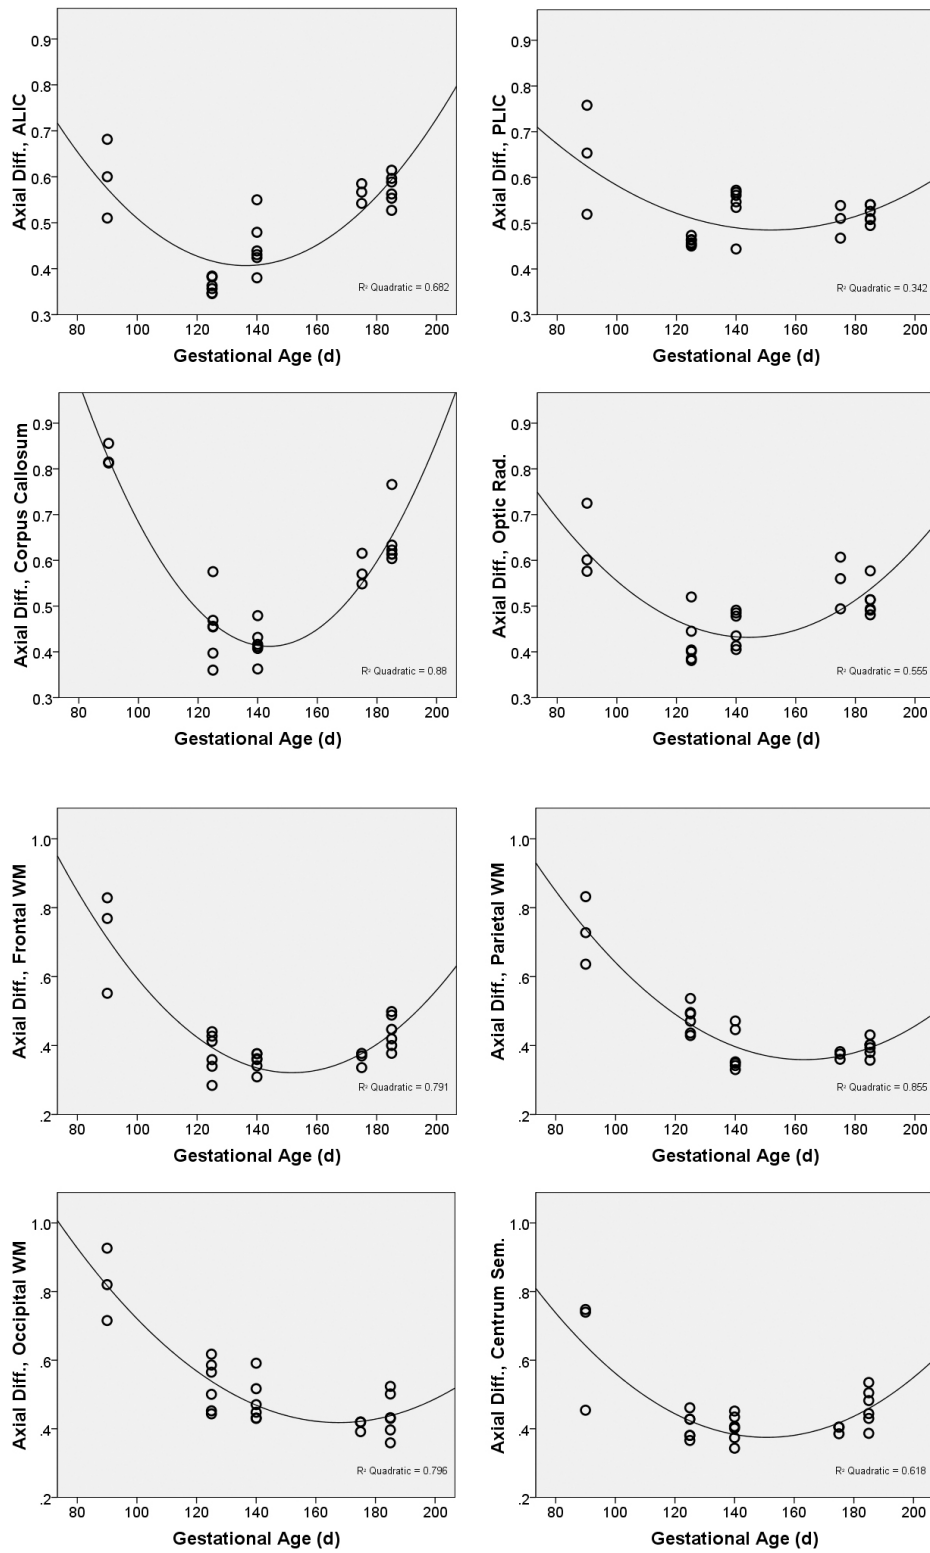 Axial Diff., ALIC
0.9
0.8
0.7
0.6
0.5
0.4
0.3
R² Quadratic = 0.682
80 100 120 140 160 180 200
Gestational Age (d)
Axial Diff., PLIC
0.9
0.8
0.7
0.6
0.5
0.4
0.3
R² Quadratic = 0.342
80 100 120 140 160 180 200
Gestational Age (d)
Axial Diff., Corpus Callosum
0.9
0.8
0.7
0.6
0.5
0.4
0.3
R² Quadratic = 0.88
80 100 120 140 160 180 200
Gestational Age (d)
Axial Diff., Optic Rad.
0.9
0.8
0.7
0.6
0.5
0.4
0.3
R² Quadratic = 0.555
80 100 120 140 160 180 200
Gestational Age (d)
Axial Diff., Frontal WM
1.0
.8
.6
.4
.2
R² Quadratic = 0.791
80 100 120 140 160 180 200
Gestational Age (d)
Axial Diff., Parietal WM
1.0
.8
.6
.4
.2
R² Quadratic = 0.855
80 100 120 140 160 180 200
Gestational Age (d)
Axial Diff., Occipital WM
1.0
.8
.6
.4
.2
R² Quadratic = 0.796
80 100 120 140 160 180 200
Gestational Age (d)
Axial Diff., Centrum Sem.
1.0
.8
.6
.4
.2
R² Quadratic = 0.618
80 100 120 140 160 180 200
Gestational Age (d)